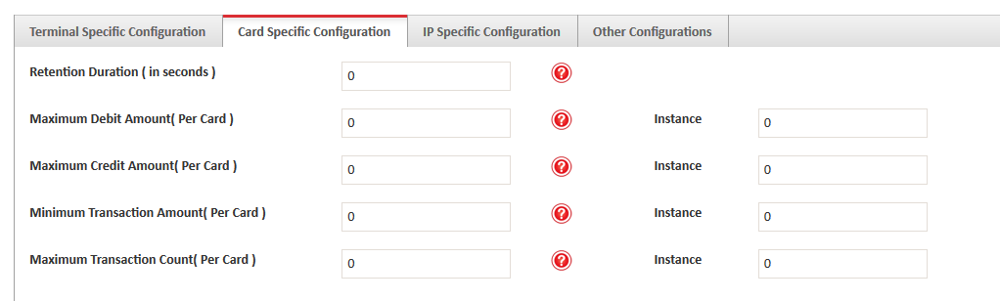 Terminal Specific Configuration Card Specific Configuration IP Specific Configuration Other Configurations
Retention Duration ( in seconds ) 0 ?
Maximum Debit Amount( Per Card ) 0 ? Instance 0
Maximum Credit Amount( Per Card ) 0 ? Instance 0
Minimum Transaction Amount( Per Card ) 0 ? Instance 0
Maximum Transaction Count( Per Card ) 0 ? Instance 0